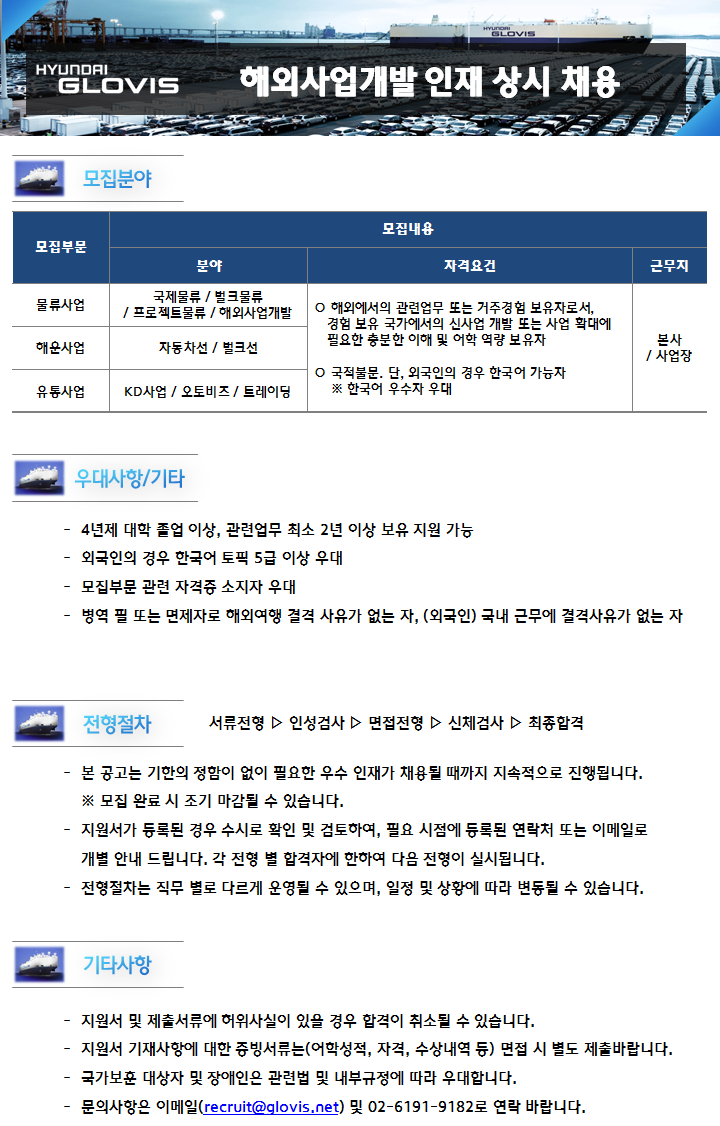 HYUNDAI
GLOVIS
HYUNDAI
GLOVIS
해외사업개발 인재 상시 채용
모집분야
모집부문
모집내용
분야
자격요건
근무지
물류사업
국제물류 / 벌크물류
/ 프로젝트물류 / 해외사업개발
해운사업
자동차선 / 벌크선
유통사업
KD사업 / 오토비즈 / 트레이딩
ㅇ 해외에서의 관련업무 또는 거주경험 보유자로서,
경험 보유 국가에서의 신사업 개발 또는 사업 확대에
필요한 충분한 이해 및 어학 역량 보유자
ㅇ 국적불문. 단, 외국인의 경우 한국어 가능자
※ 한국어 우수자 우대
본사
/ 사업장
우대사항/기타
- 4년제 대학 졸업 이상, 관련업무 최소 2년 이상 보유 지원 가능
- 외국인의 경우 한국어 토픽 5급 이상 우대
- 모집부문 관련 자격증 소지자 우대
- 병역 필 또는 면제자로 해외여행 결격 사유가 없는 자, (외국인) 국내 근무에 결격사유가 없는 자
전형절차
서류전형 ▷ 인성검사 ▷ 면접전형 ▷ 신체검사 ▷ 최종합격
- 본 공고는 기한의 정함이 없이 필요한 우수 인재가 채용될 때까지 지속적으로 진행됩니다.
※ 모집 완료 시 조기 마감될 수 있습니다.
- 지원서가 등록된 경우 수시로 확인 및 검토하여, 필요 시점에 등록된 연락처 또는 이메일로
개별 안내 드립니다. 각 전형 별 합격자에 한하여 다음 전형이 실시됩니다.
- 전형절차는 직무 별로 다르게 운영될 수 있으며, 일정 및 상황에 따라 변동될 수 있습니다.
기타사항
- 지원서 및 제출서류에 허위사실이 있을 경우 합격이 취소될 수 있습니다.
- 지원서 기재사항에 대한 증빙서류는(어학성적, 자격, 수상내역 등) 면접 시 별도 제출바랍니다.
- 국가보훈 대상자 및 장애인은 관련법 및 내부규정에 따라 우대합니다.
- 문의사항은 이메일(recruit@glovis.net) 및 02-6191-9182로 연락 바랍니다.